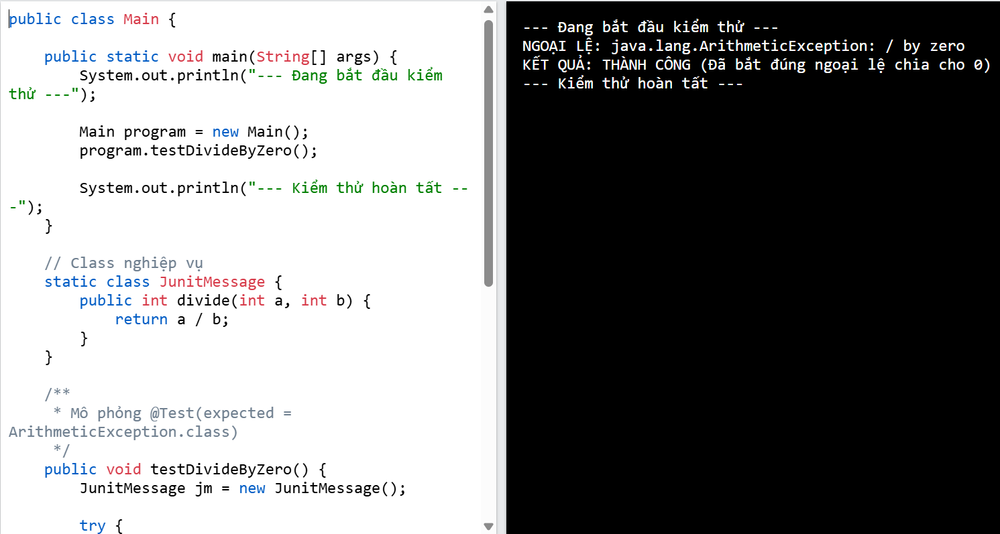 public class Main {
    public static void main(String[] args) {
        System.out.println("--- Đang bắt đầu kiểm
thử ---");
        Main program = new Main();
        program.testDivideByZero();
        System.out.println("--- Kiểm thử hoàn tất --
-");
    }
    // Class nghiệp vụ
    static class JunitMessage {
        public int divide(int a, int b) {
            return a / b;
        }
    }
    /**
     * Mô phỏng @Test(expected =
ArithmeticException.class)
     */
    public void testDivideByZero() {
        JunitMessage jm = new JunitMessage();
        try {
--- Đang bắt đầu kiểm thử ---
NGOẠI LỆ: java.lang.ArithmeticException: / by zero
KẾT QUẢ: THÀNH CÔNG (Đã bắt đúng ngoại lệ chia cho 0)
--- Kiểm thử hoàn tất ---